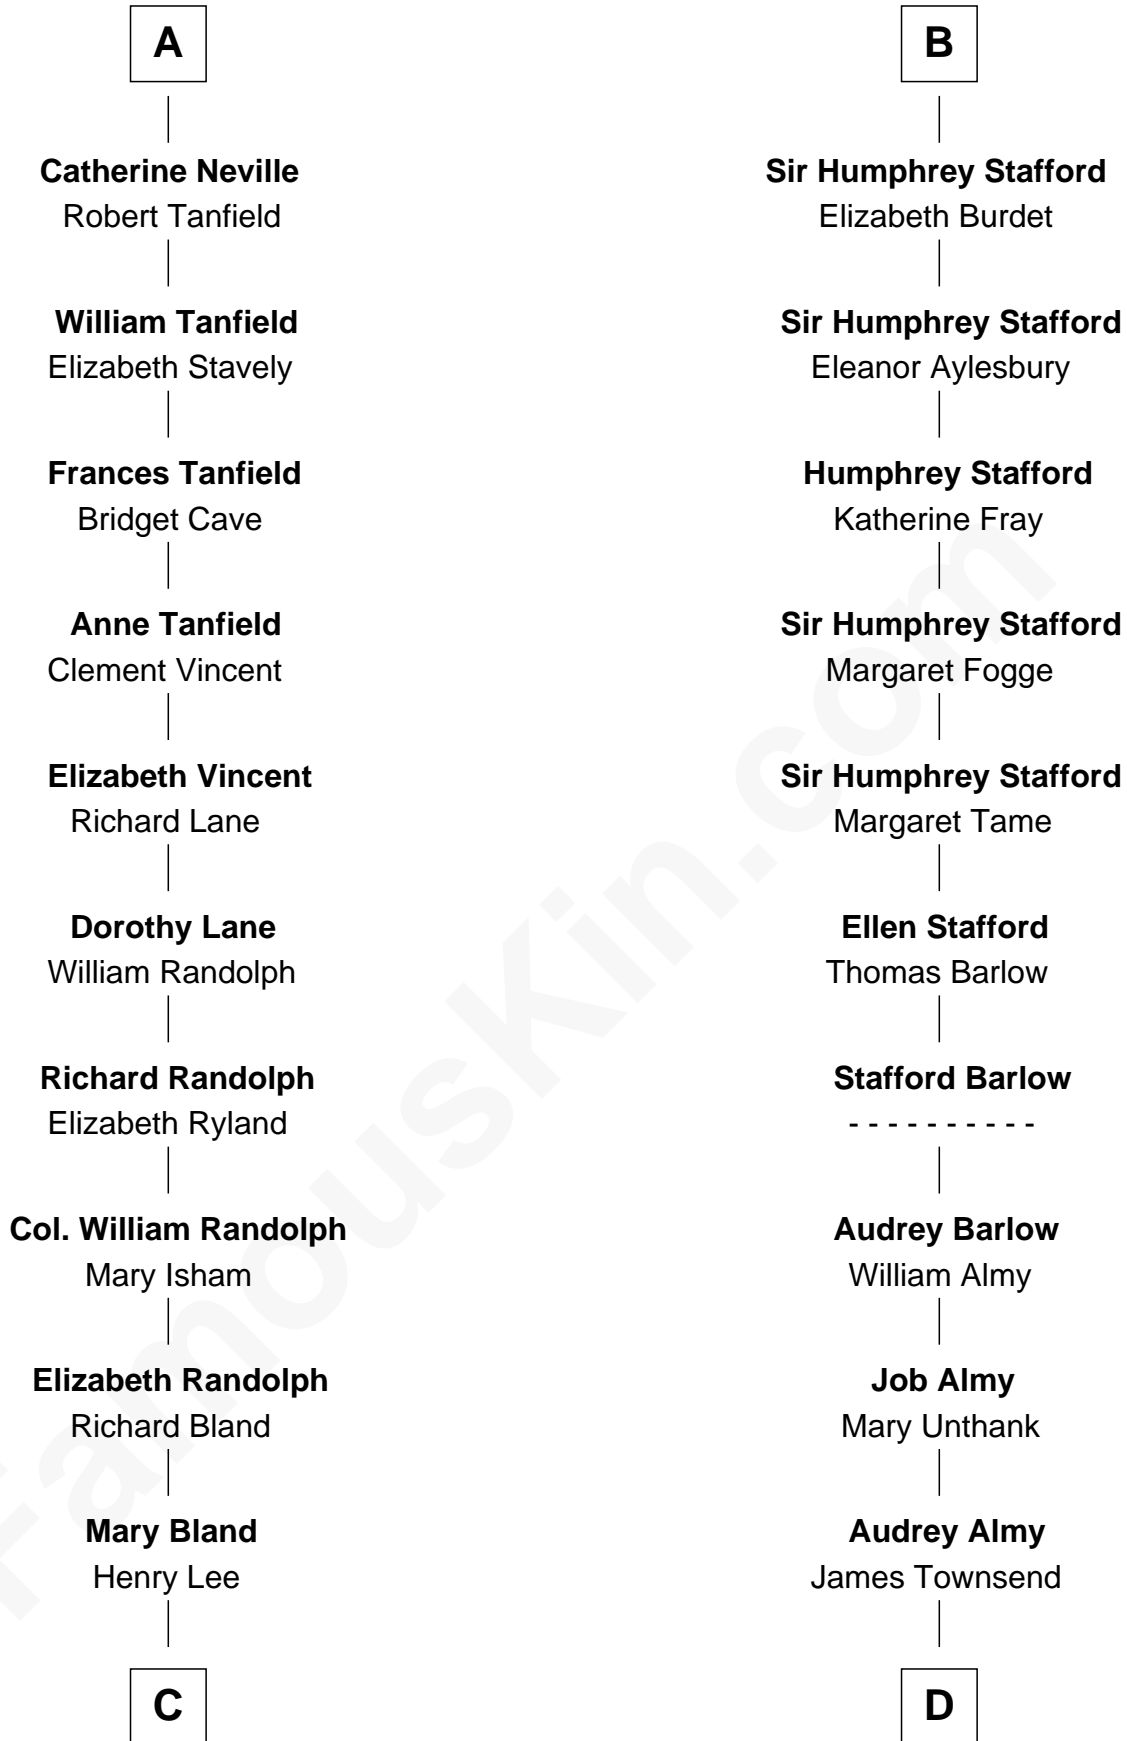 A
Catherine Neville
Robert Tanfield
William Tanfield
Elizabeth Stavely
Frances Tanfield
Bridget Cave
Anne Tanfield
Clement Vincent
Elizabeth Vincent
Richard Lane
Dorothy Lane
William Randolph
Richard Randolph
Elizabeth Ryland
Col. William Randolph
Mary Isham
Elizabeth Randolph
Richard Bland
Mary Bland
Henry Lee
C
B
Sir Humphrey Stafford
Elizabeth Burdet
Sir Humphrey Stafford
Eleanor Aylesbury
Humphrey Stafford
Katherine Fray
Sir Humphrey Stafford
Margaret Fogge
Sir Humphrey Stafford
Margaret Tame
Ellen Stafford
Thomas Barlow
Stafford Barlow
- - - - - - - - - -
Audrey Barlow
William Almy
Job Almy
Mary Unthank
Audrey Almy
James Townsend
D
FamousKin.com